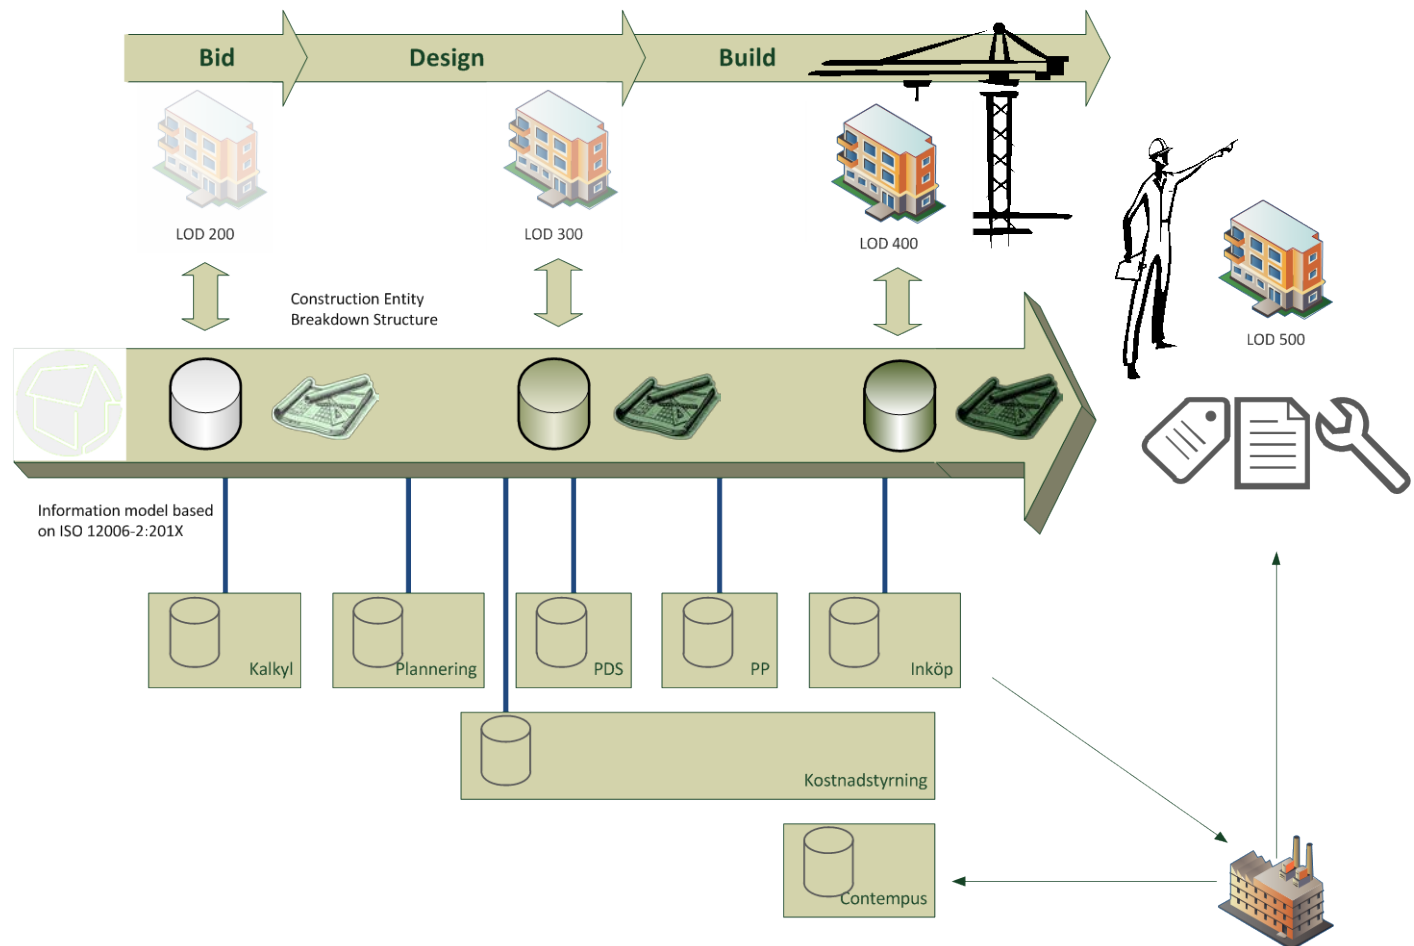 Bid
Design
Build
LOD 200
LOD 300
LOD 400
LOD 500
Construction Entity
Breakdown Structure
Information model based
on ISO 12006-2:201X
Kalkyl
Plannering
PDS
PP
Inköp
Kostnadstyrning
Contempus